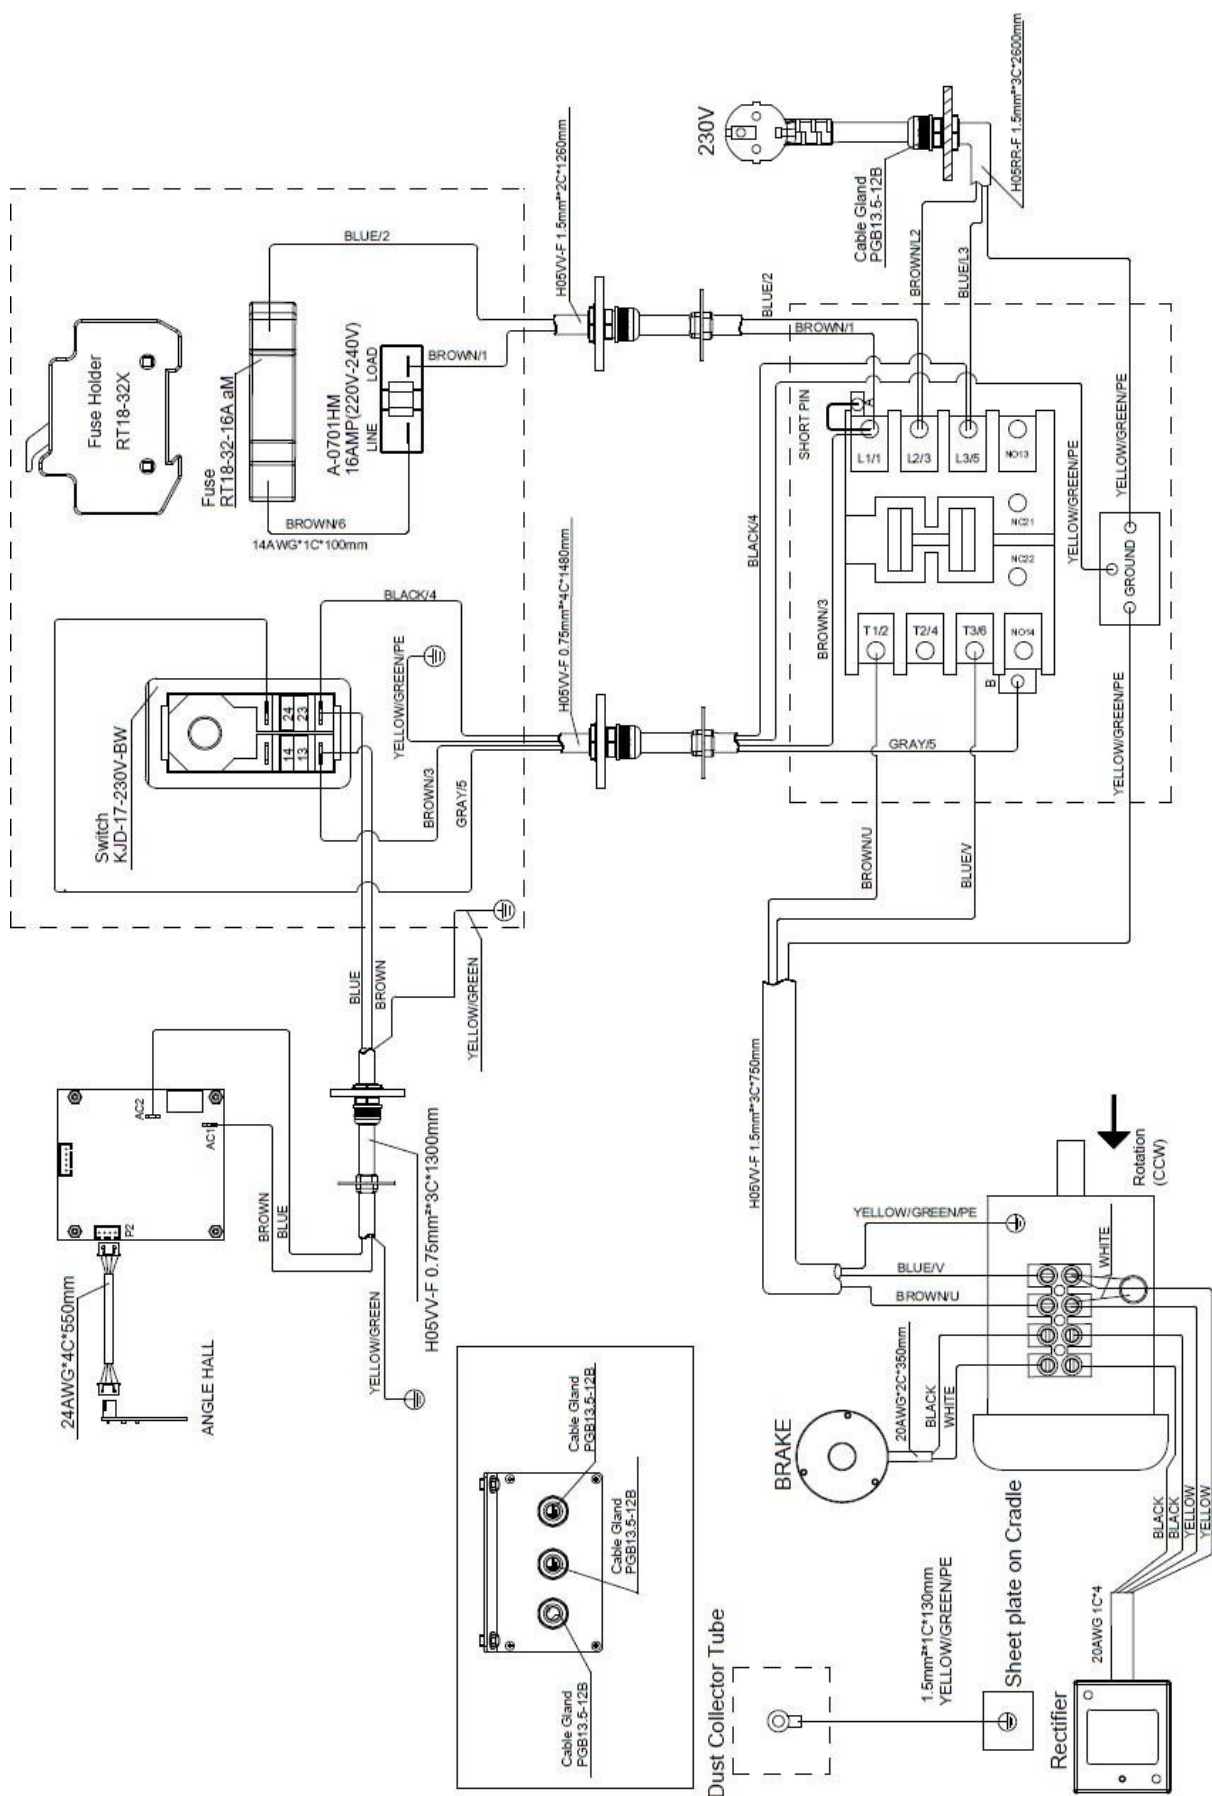 Fuse Holder
RT18-32X
Fuse
RT18-32-16A aM
A-0701HM
16AMP(220V-240V)
LINE LOAD
BLUE/2
BROWN/1
BROWN/6
14AWG*1C*100mm
H05VV-F 1.5mm²*2C*1260mm
Switch
KJD-17-230V-BW
14
13
24
23
BLACK/4
YELLOW/GREEN/PE
BROWN/3
GRAY/5
H05VV-F 0.75mm²*4C*1480mm
BLUE
BROWN
YELLOW/GREEN
230V
Cable Gland
PGB13.5-12B
H05RR-F 1.5mm²*3C*2600mm
BROWN/L2
BLUE/L3
BLUE/2
BROWN/1
SHORT PIN
A
L1/1
L2/3
L3/5
NO13
NC21
NC22
T1/2
T2/4
T3/6
NO14
B
BLACK/4
BROWN/3
GRAY/5
YELLOW/GREEN/PE
YELLOW/GREEN/PE
YELLOW/GREEN/PE
GROUND
BROWN/U
BLUE/V
H05VV-F 1.5mm²*3C*750mm
AC2
AC1
P2
24AWG*4C*550mm
ANGLE HALL
BROWN
BLUE
YELLOW/GREEN
H05VV-F 0.75mm²*3C*1300mm
Cable Gland
PGB13.5-12B
Cable Gland
PGB13.5-12B
Cable Gland
PGB13.5-12B
YELLOW/GREEN/PE
BLUE/V
BROWN/U
WHITE
Rotation
(CCW)
BRAKE
20AWG*2C*350mm
BLACK
WHITE
BLACK
BLACK
YELLOW
YELLOW
20AWG 1C*4
Rectifier
Dust Collector Tube
1.5mm²*1C*130mm
YELLOW/GREEN/PE
Sheet plate on Cradle